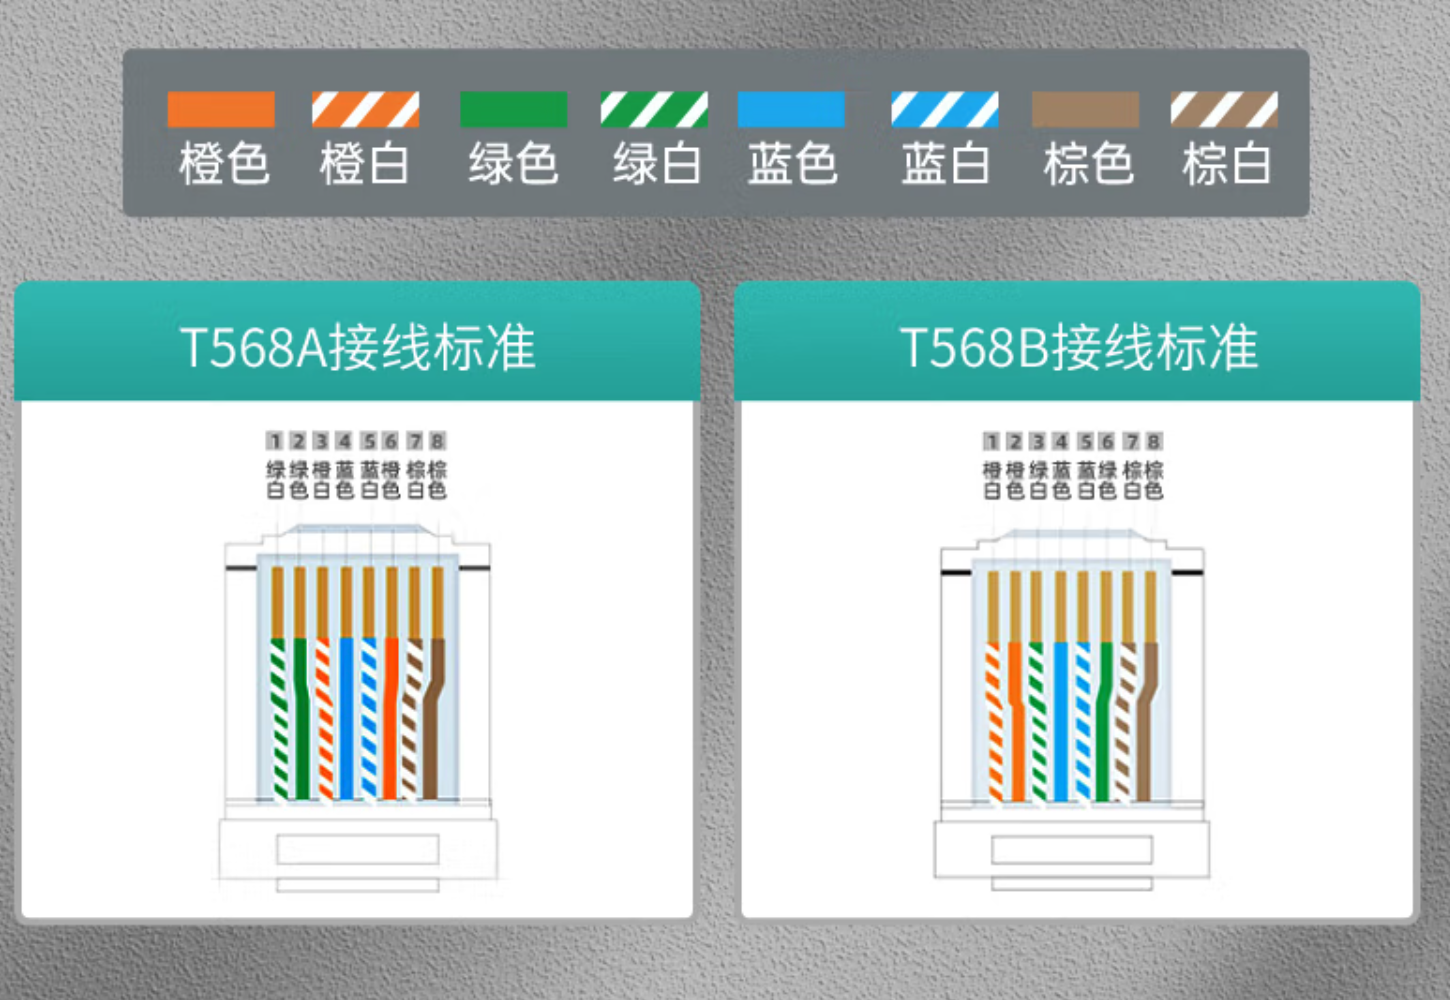 橙色 橙白 绿色 绿白 蓝色 蓝白 棕色 棕白
T568A接线标准
1 2 3 4 5 6 7 8
绿白 绿色 橙白 蓝色 蓝白 橙色 棕白 棕色
T568B接线标准
1 2 3 4 5 6 7 8
橙白 橙色 绿白 蓝色 蓝白 绿色 棕白 棕色